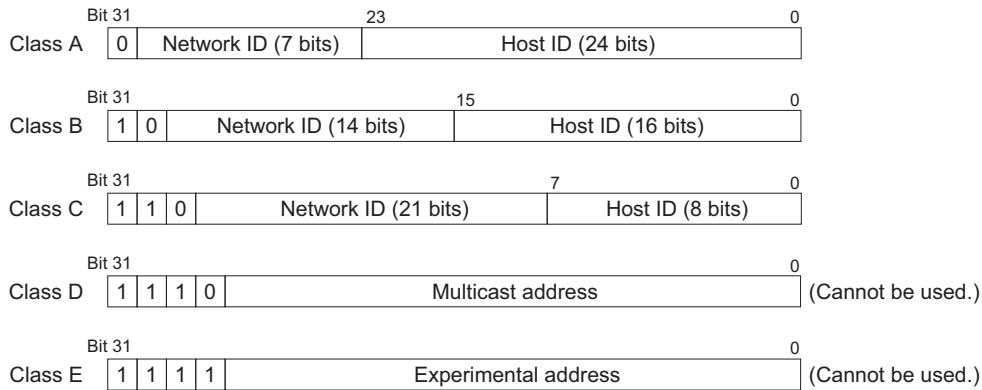 Bit 31 23 0
Class A 0 Network ID (7 bits) Host ID (24 bits)
Bit 31 15 0
Class B 1 0 Network ID (14 bits) Host ID (16 bits)
Bit 31 7 0
Class C 1 1 0 Network ID (21 bits) Host ID (8 bits)
Bit 31 0
Class D 1 1 1 0 Multicast address (Cannot be used.)
Bit 31 0
Class E 1 1 1 1 Experimental address (Cannot be used.)